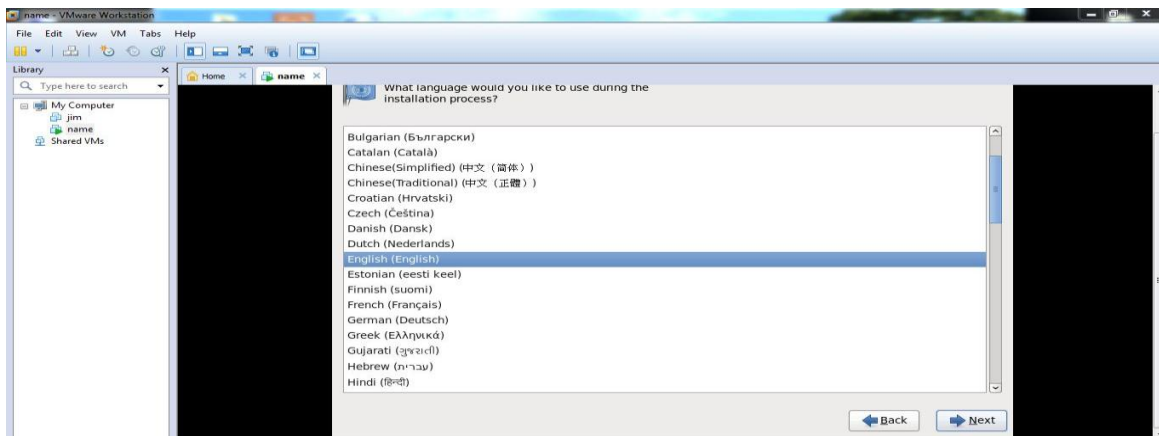 name - VMware Workstation
File Edit View VM Tabs Help
Library
Type here to search
My Computer
jim
name
Shared VMs
Home
name
What language would you like to use during the
installation process?
Bulgarian (Български)
Catalan (Català)
Chinese(Simplified) (中文（简体）)
Chinese(Traditional) (中文（正體）)
Croatian (Hrvatski)
Czech (Čeština)
Danish (Dansk)
Dutch (Nederlands)
English (English)
Estonian (eesti keel)
Finnish (suomi)
French (Français)
German (Deutsch)
Greek (Ελληνικά)
Gujarati (ગુજરાતી)
Hebrew (עברית)
Hindi (हिन्दी)
Back
Next